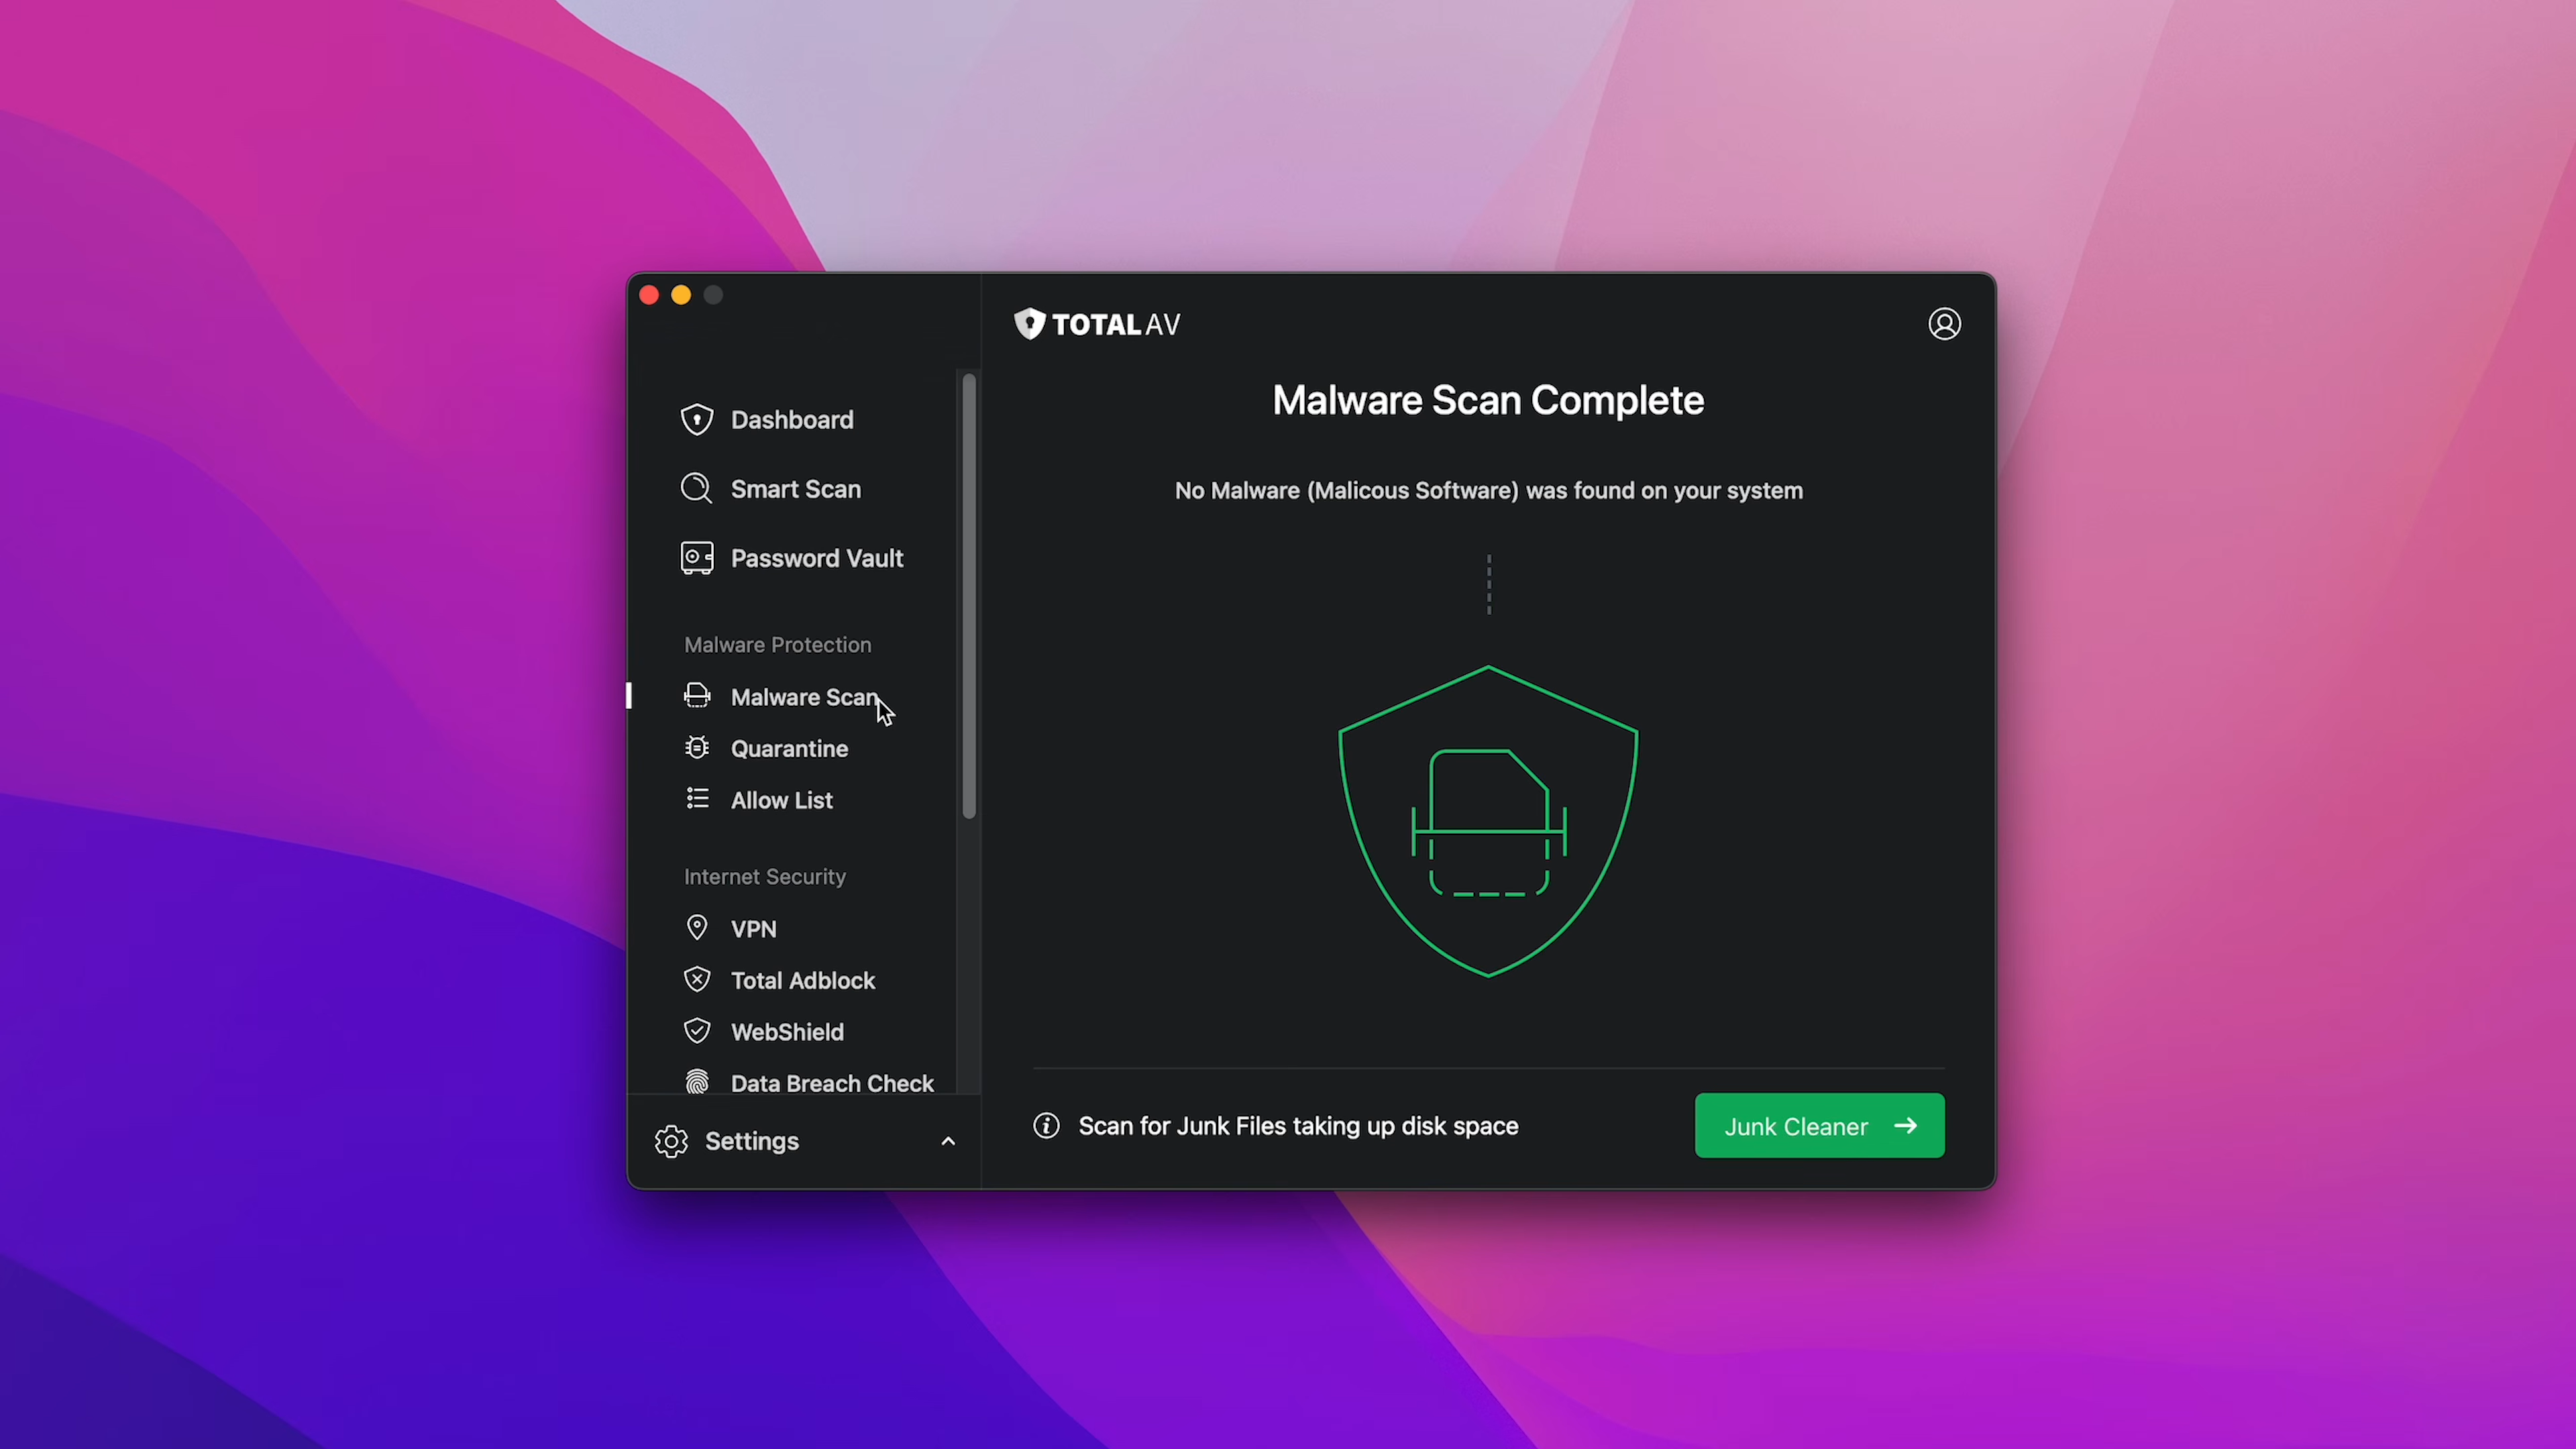 TOTALAV
Dashboard
Smart Scan
Password Vault
Malware Protection
Malware Scan
Quarantine
Allow List
Internet Security
VPN
Total Adblock
WebShield
Data Breach Check
Settings
Malware Scan Complete
No Malware (Malicous Software) was found on your system
Scan for Junk Files taking up disk space
Junk Cleaner